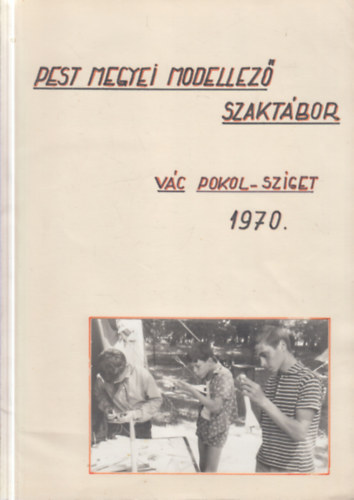 PEST MEGYEI MODELLEZŐ
SZAKTÁBOR
VÁC POKOL-SZIGET
1970.